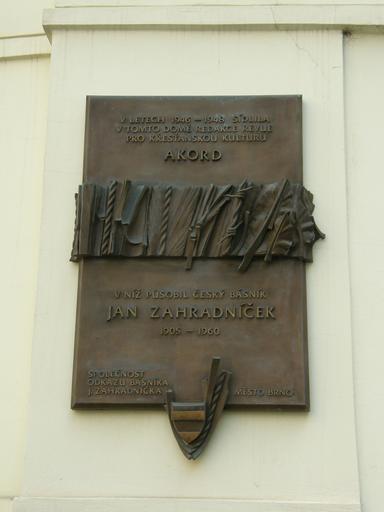 V LETECH 1946 – 1948 SÍDLILA
V TOMTO DOMĚ REDAKCE REVUE
PRO KŘESŤANSKOU KULTURU
AKORD
V NÍŽ PŮSOBIL ČESKÝ BÁSNÍK
JAN ZAHRADNÍČEK
1905 – 1960
SPOLEČNOST
ODKAZU BÁSNÍKA
J. ZAHRADNÍČKA
MĚSTO BRNO